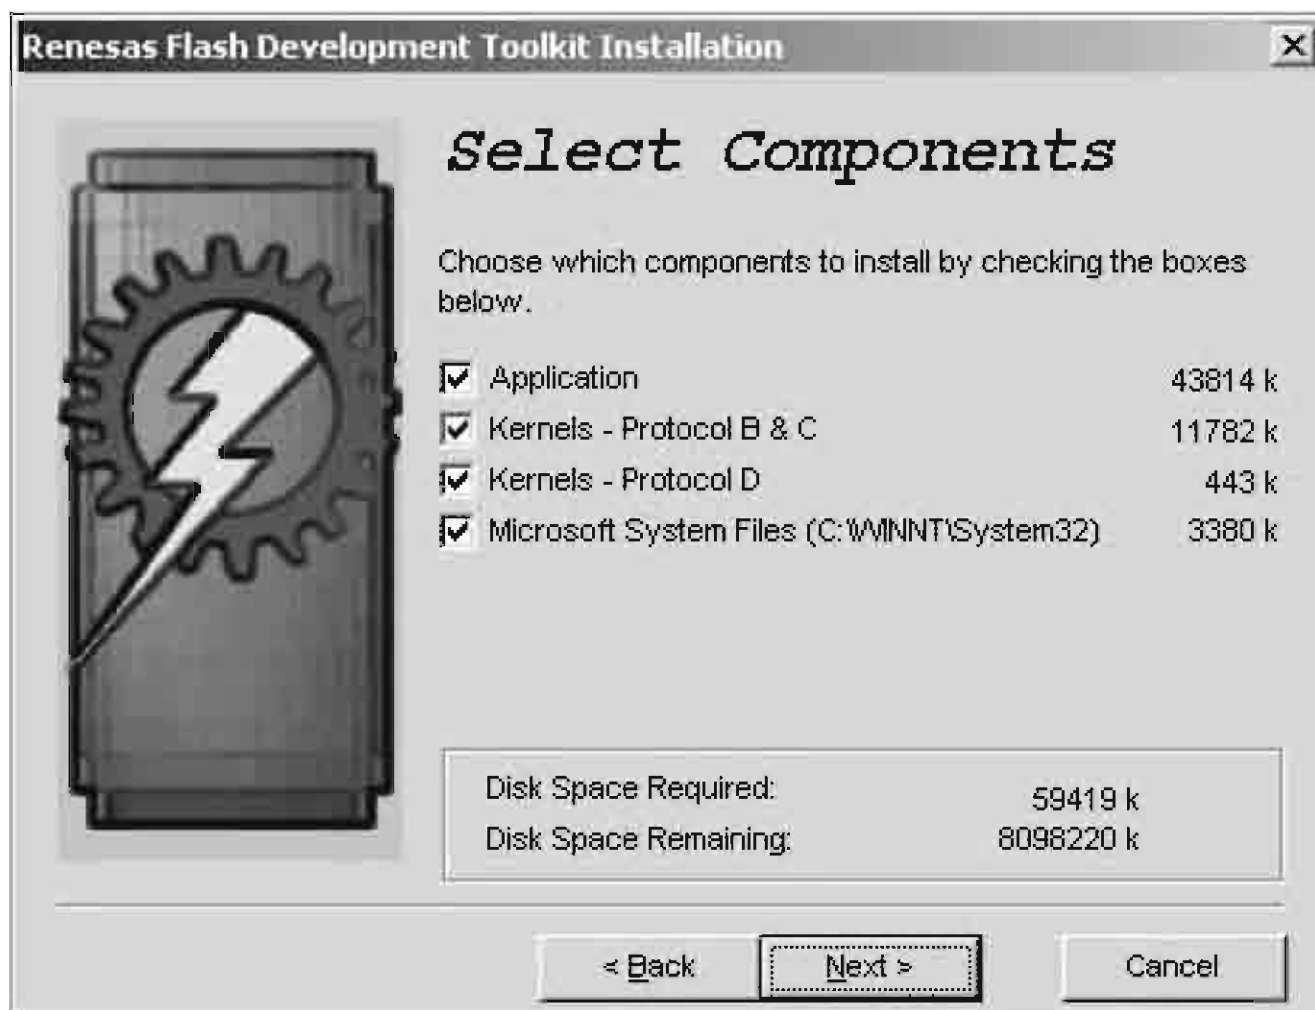 Renesas Flash Development Toolkit Installation
Select Components
Choose which components to install by checking the boxes
below.
Application 43814 k
Kernels - Protocol B & C 11782 k
Kernels - Protocol D 443 k
Microsoft System Files (C:\WINNT\System32) 3380 k
Disk Space Required: 59419 k
Disk Space Remaining: 8098220 k
< Back Next > Cancel